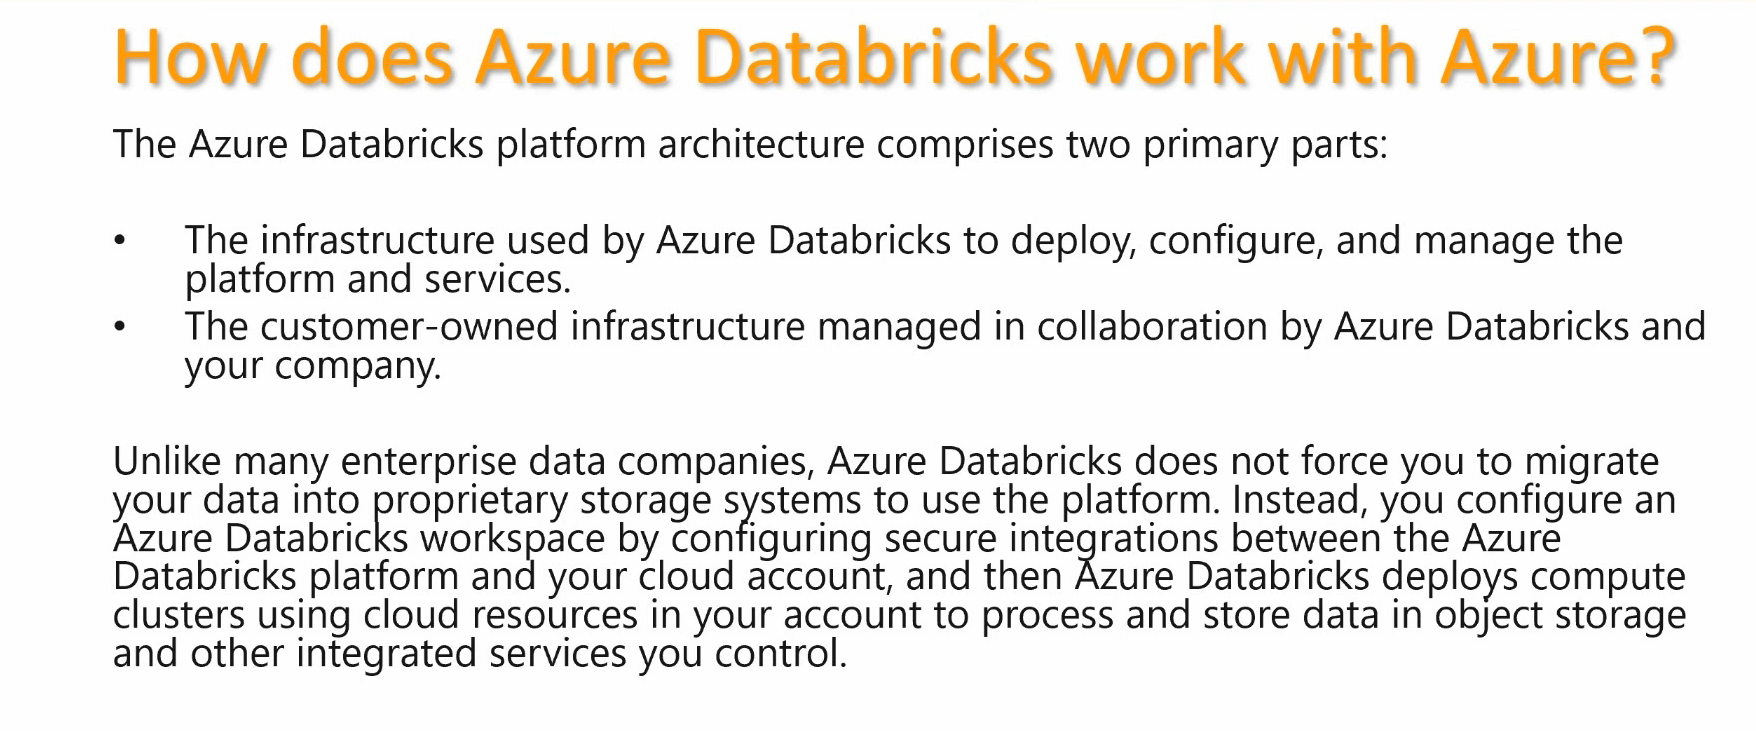 How does Azure Databricks work with Azure?
The Azure Databricks platform architecture comprises two primary parts:
• The infrastructure used by Azure Databricks to deploy, configure, and manage the
platform and services.
• The customer-owned infrastructure managed in collaboration by Azure Databricks and
your company.
Unlike many enterprise data companies, Azure Databricks does not force you to migrate
your data into proprietary storage systems to use the platform. Instead, you configure an
Azure Databricks workspace by configuring secure integrations between the Azure
Databricks platform and your cloud account, and then Azure Databricks deploys compute
clusters using cloud resources in your account to process and store data in object storage
and other integrated services you control.